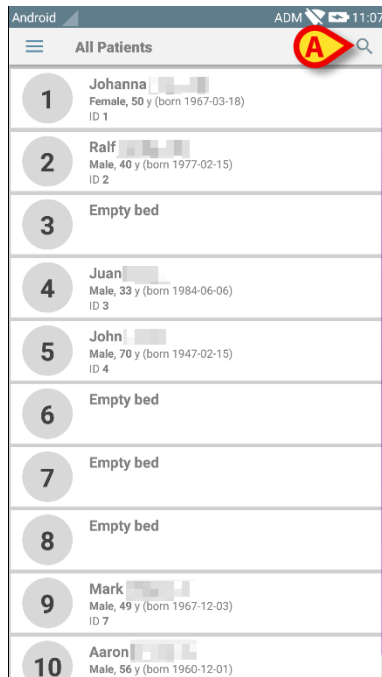 Android ADM 11:07
All Patients A
1
Johanna
Female, 50 y (born 1967-03-18)
ID 1
2
Ralf
Male, 40 y (born 1977-02-15)
ID 2
3
Empty bed
4
Juan
Male, 33 y (born 1984-06-06)
ID 3
5
John
Male, 70 y (born 1947-02-15)
ID 4
6
Empty bed
7
Empty bed
8
Empty bed
9
Mark
Male, 49 y (born 1967-12-03)
ID 7
10
Aaron
Male, 56 y (born 1960-12-01)